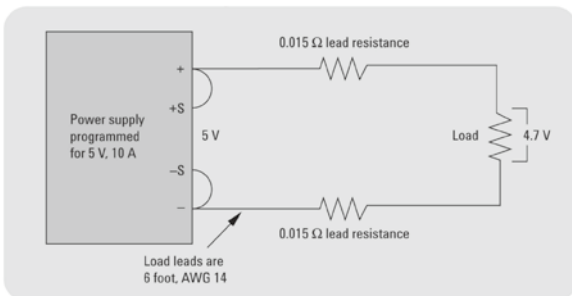 0.015 Ω lead resistance
+
+S
Power supply
programmed
for 5 V, 10 A
5 V
Load
4.7 V
–S
–
0.015 Ω lead resistance
Load leads are
6 foot, AWG 14